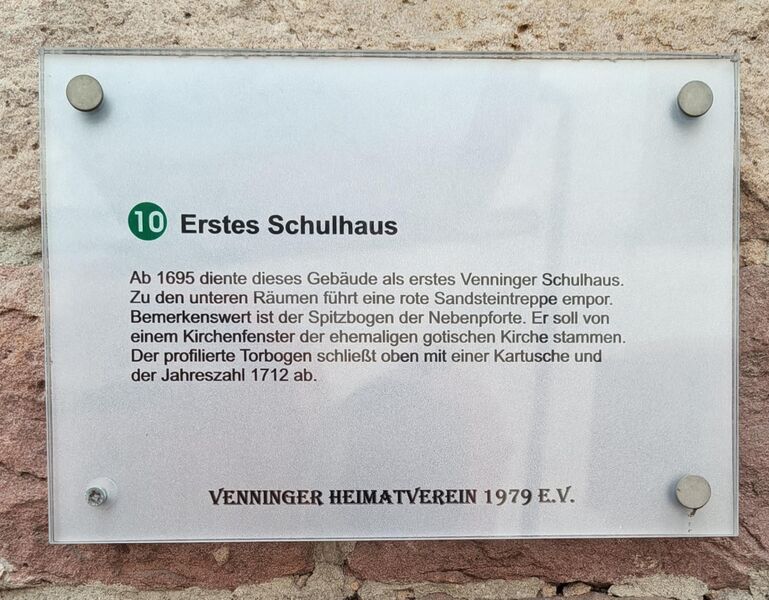 10 Erstes Schulhaus
Ab 1695 diente dieses Gebäude als erstes Venninger Schulhaus.
Zu den unteren Räumen führt eine rote Sandsteintreppe empor.
Bemerkenswert ist der Spitzbogen der Nebenpforte. Er soll von
einem Kirchenfenster der ehemaligen gotischen Kirche stammen.
Der profilierte Torbogen schließt oben mit einer Kartusche und
der Jahreszahl 1712 ab.
VENNINGER HEIMATVEREIN 1979 E.V.